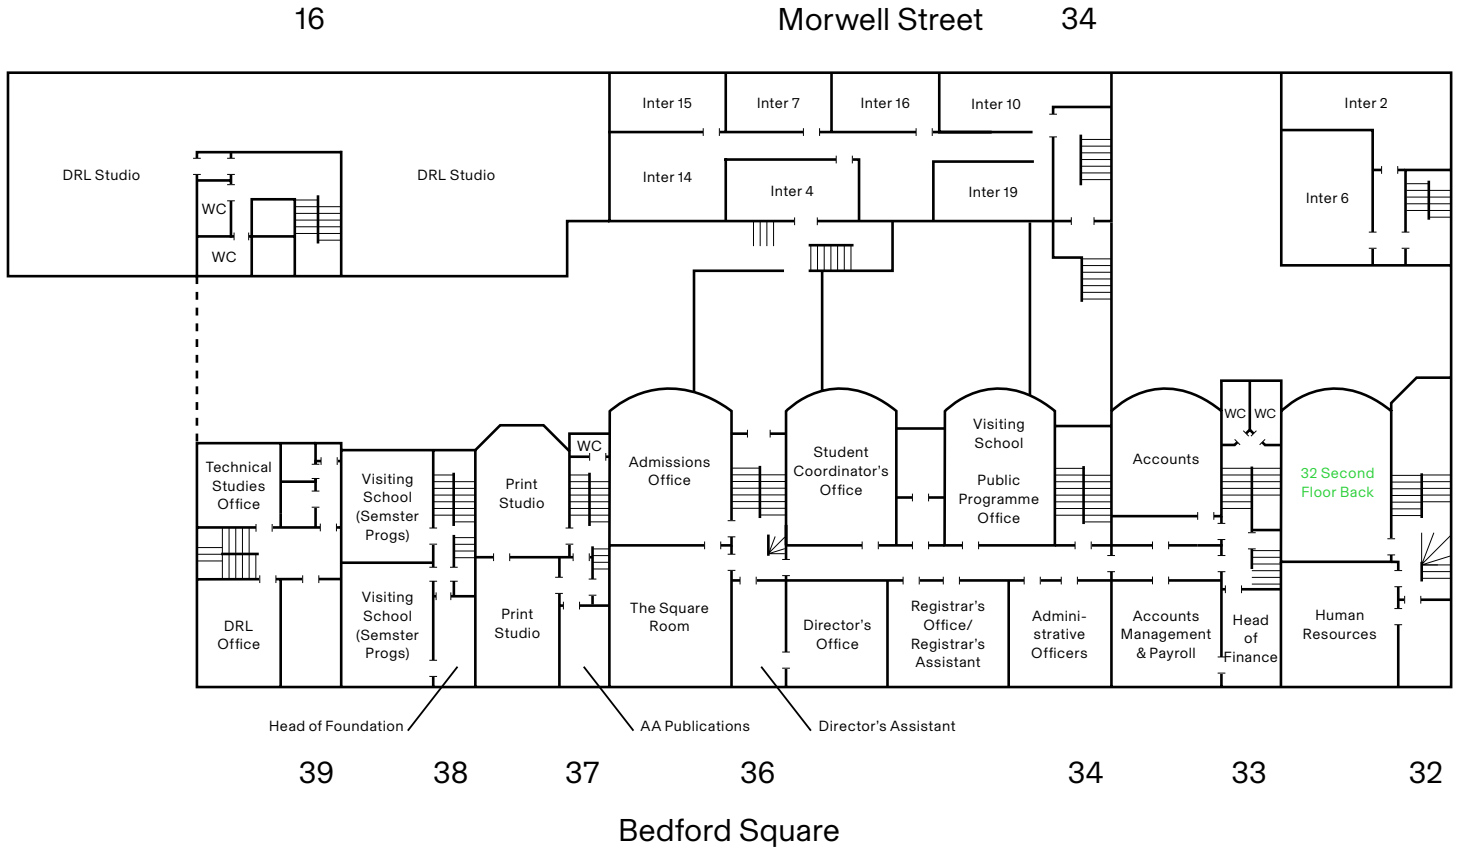 16
Morwell Street
34
Inter 15
Inter 7
Inter 16
Inter 10
Inter 2
DRL Studio
DRL Studio
Inter 14
Inter 4
Inter 19
Inter 6
WC
WC
WC
WC
WC
Technical
Studies
Office
Visiting
School
(Semster
Progs)
Print
Studio
Admissions
Office
Student
Coordinator's
Office
Visiting
School
Public
Programme
Office
Accounts
32 Second
Floor Back
DRL
Office
Visiting
School
(Semster
Progs)
Print
Studio
The Square
Room
Director's
Office
Registrar's
Office/
Registrar's
Assistant
Admini-
strative
Officers
Accounts
Management
& Payroll
Head
of
Finance
Human
Resources
Head of Foundation
AA Publications
Director's Assistant
39
38
37
36
34
33
32
Bedford Square